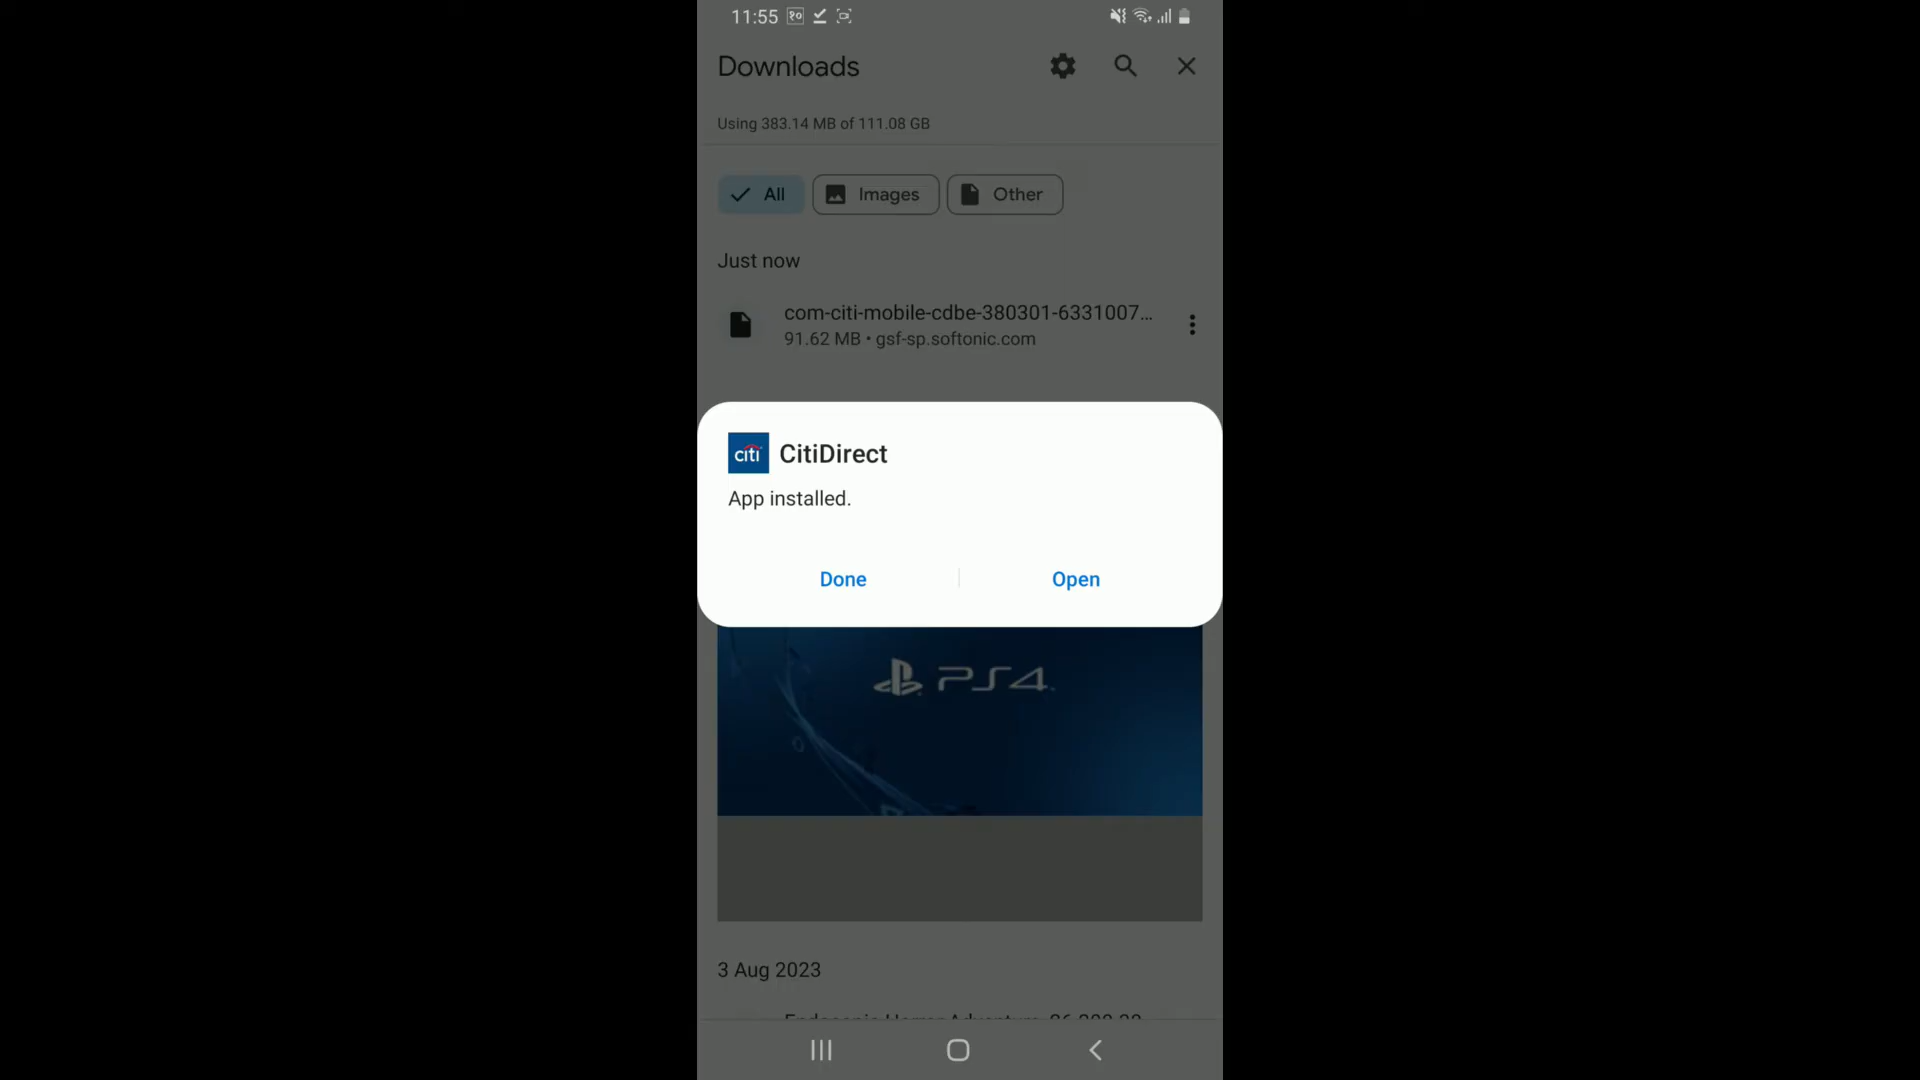 11:55 २०
Downloads
Using 383.14 MB of 111.08 GB
All Images Other
Just now
com-citi-mobile-cdbe-380301-6331007...
91.62 MB • gsf-sp.softonic.com
citi CitiDirect
App installed.
Done Open
PS4
3 Aug 2023